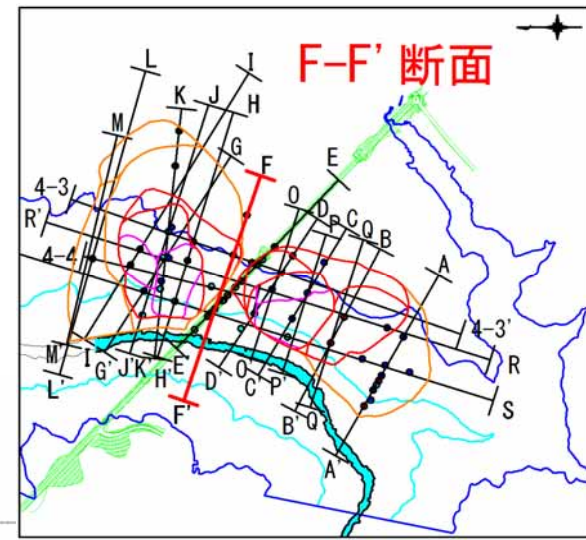 F-F' 断面
L
I
J
K
H
M
G
F
E
O
D
P
C
Q
B
A
4-3
R'
4-4
4-3'
R
S
M'
I'
G'
J'
K'
H'
E'
L'
D'
O'
C'
P'
F'
Q'
B'
A'